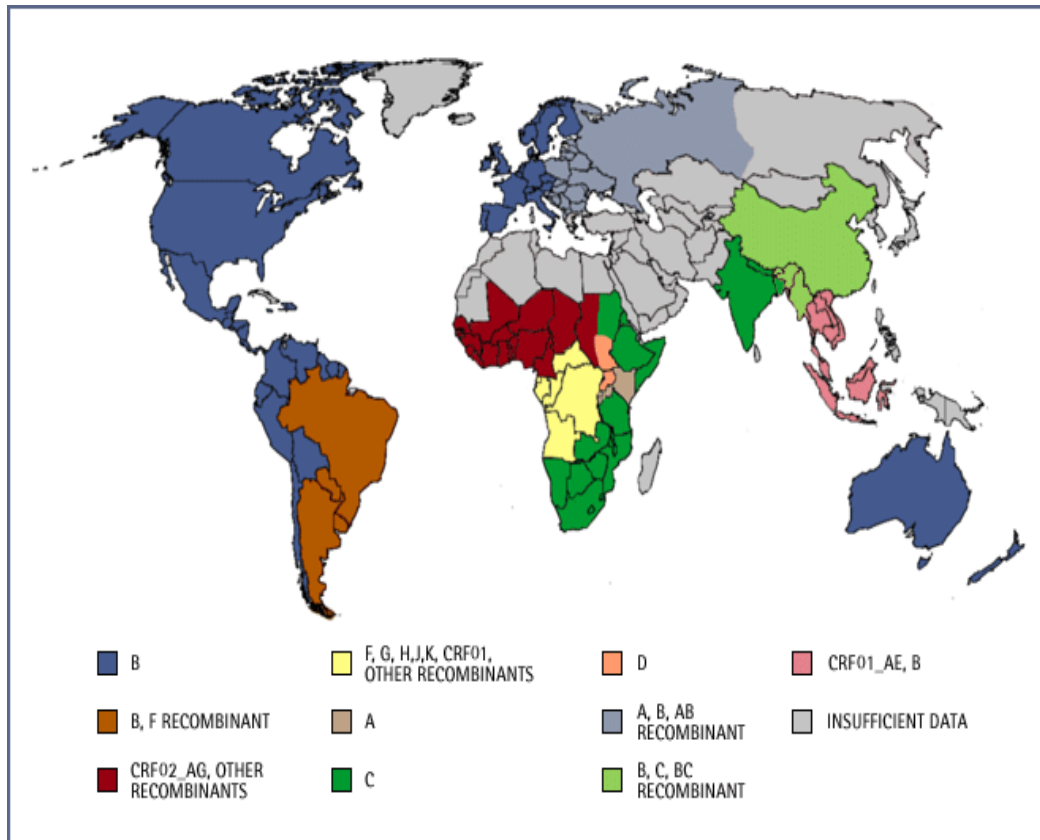 B
F, G, H,J,K, CRF01,
OTHER RECOMBINANTS
D
CRF01_AE, B
B, F RECOMBINANT
A
A, B, AB
RECOMBINANT
INSUFFICIENT DATA
CRF02_AG, OTHER
RECOMBINANTS
C
B, C, BC
RECOMBINANT